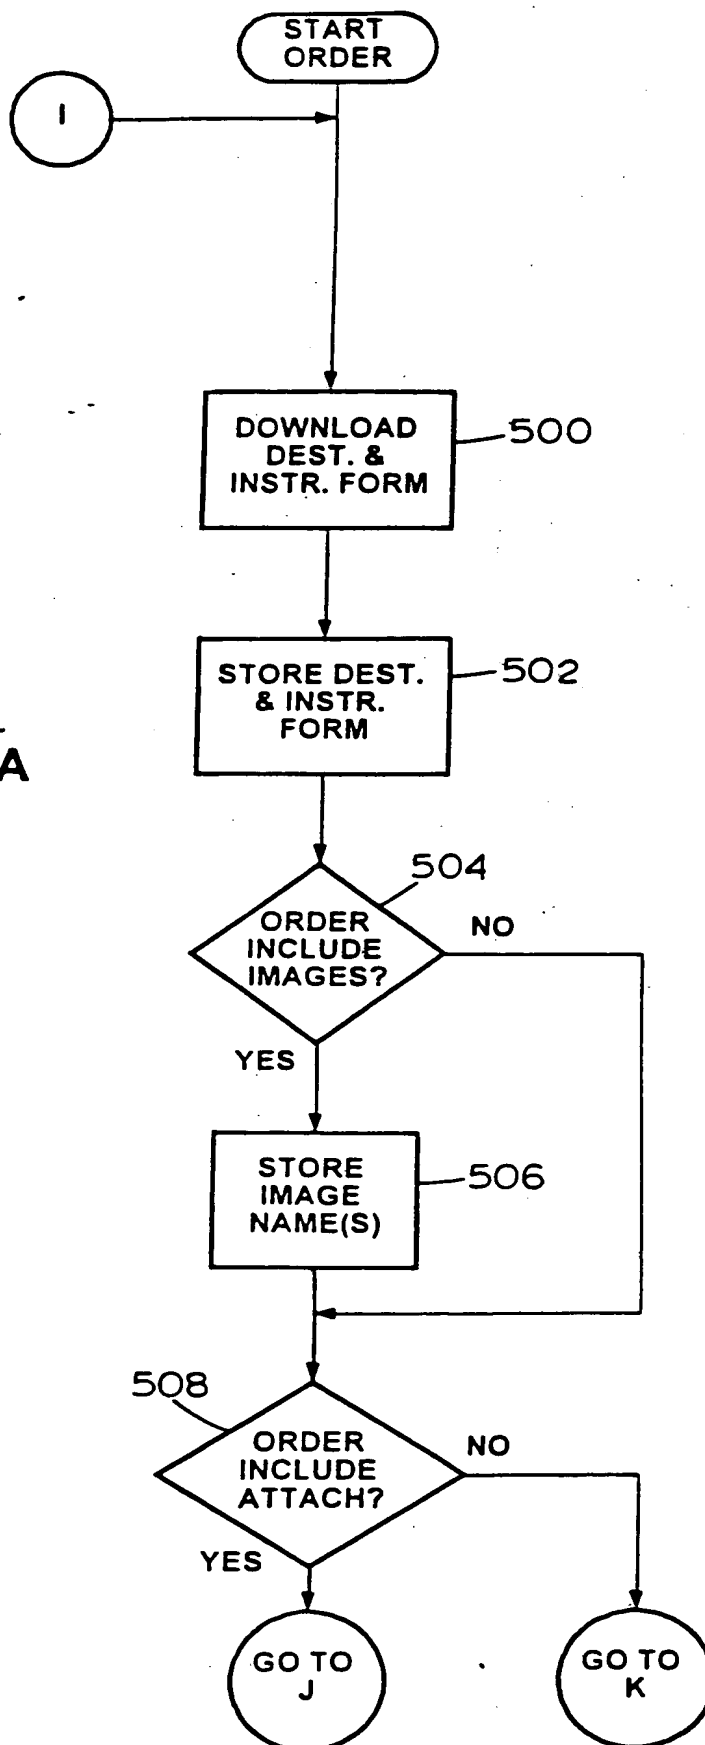 START
ORDER
I
DOWNLOAD
DEST. &
INSTR. FORM
500
STORE DEST.
& INSTR.
FORM
502
A
504
ORDER
INCLUDE
IMAGES?
NO
YES
STORE
IMAGE
NAME(S)
506
508
ORDER
INCLUDE
ATTACH?
NO
YES
GO TO
J
GO TO
K